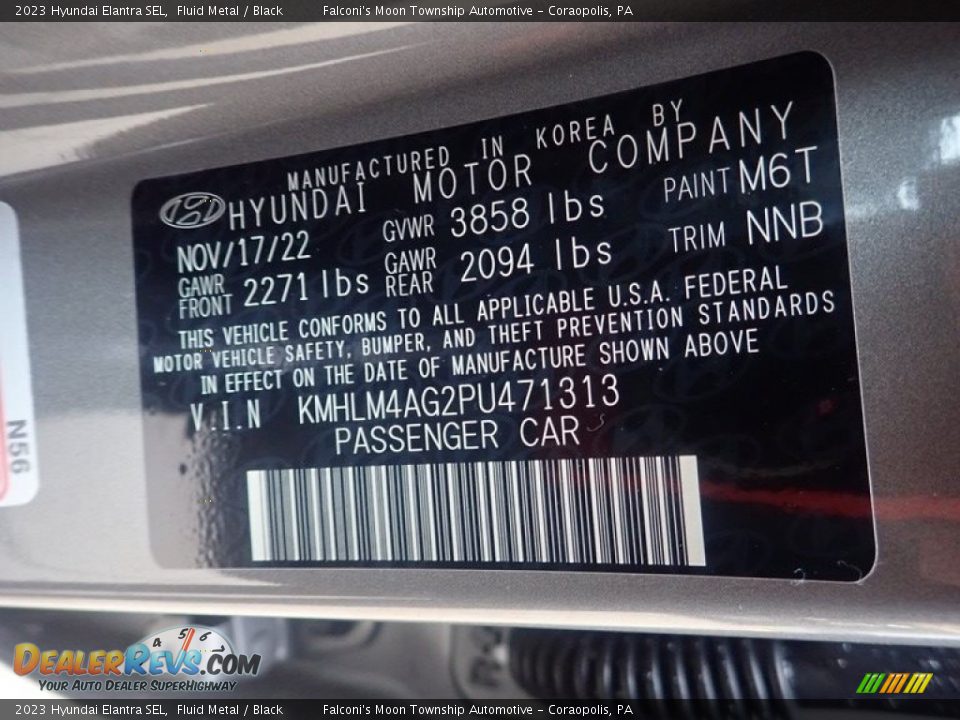 2023 Hyundai Elantra SEL, Fluid Metal / Black Falconi's Moon Township Automotive - Coraopolis, PA
MANUFACTURED IN KOREA BY
HYUNDAI MOTOR COMPANY
NOV/17/22 GVWR 3858 lbs PAINT M6T
GAWR FRONT 2271 lbs GAWR REAR 2094 lbs TRIM NNB
THIS VEHICLE CONFORMS TO ALL APPLICABLE U.S.A. FEDERAL
MOTOR VEHICLE SAFETY, BUMPER, AND THEFT PREVENTION STANDARDS
IN EFFECT ON THE DATE OF MANUFACTURE SHOWN ABOVE
V.I.N KMHLM4AG2PU471313
PASSENGER CAR
N56
4 5 6
DEALERREVS.COM
YOUR AUTO DEALER SUPERHIGHWAY
2023 Hyundai Elantra SEL, Fluid Metal / Black Falconi's Moon Township Automotive - Coraopolis, PA